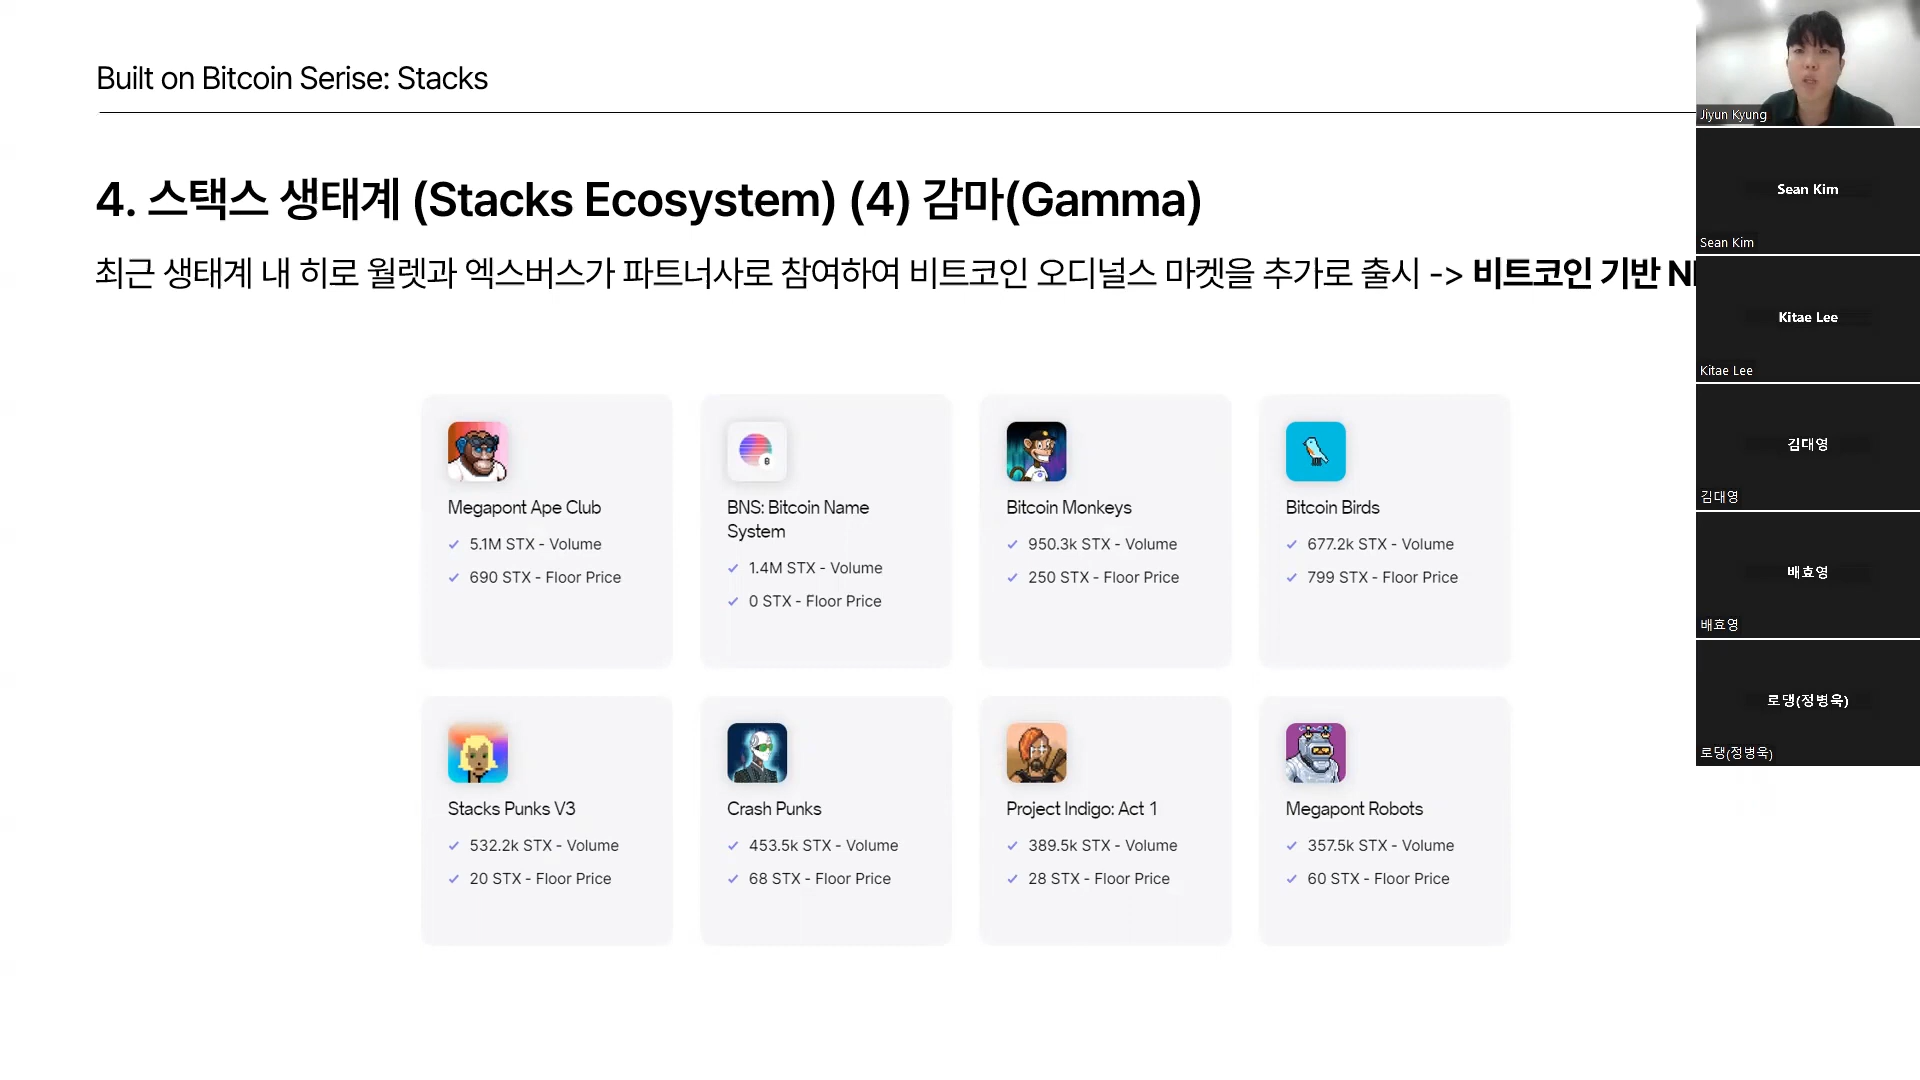 Built on Bitcoin Serise: Stacks
4. 스택스 생태계 (Stacks Ecosystem) (4) 감마(Gamma)
최근 생태계 내 히로 월렛과 엑스버스가 파트너사로 참여하여 비트코인 오디널스 마켓을 추가로 출시 -> 비트코인 기반
Megapont Ape Club
5.1M STX - Volume
690 STX - Floor Price
BNS: Bitcoin Name
System
1.4M STX - Volume
0 STX - Floor Price
Bitcoin Monkeys
950.3k STX - Volume
250 STX - Floor Price
Bitcoin Birds
677.2k STX - Volume
799 STX - Floor Price
Stacks Punks V3
532.2k STX - Volume
20 STX - Floor Price
Crash Punks
453.5k STX - Volume
68 STX - Floor Price
Project Indigo: Act 1
389.5k STX - Volume
28 STX - Floor Price
Megapont Robots
357.5k STX - Volume
60 STX - Floor Price
Jiyun Kyung
Sean Kim
Sean Kim
Kitae Lee
Kitae Lee
김대영
김대영
배효영
배효영
로댕(정병욱)
로댕(정병욱)